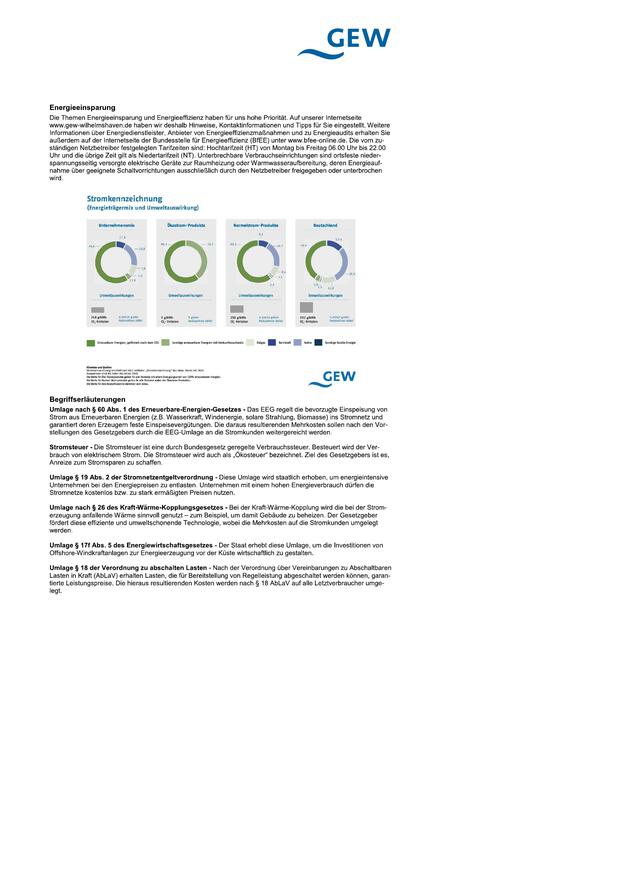 GEW
Energieeinsparung
Die Themen Energieeinsparung und Energieeffizienz haben für uns hohe Priorität. Auf unserer Internetseite
www.gew-wilhelmshaven.de haben wir deshalb Hinweise, Kontaktinformationen und Tipps für Sie eingestellt. Weitere
Informationen über Energiedienstleister, Anbieter von Energieeffizienzmaßnahmen und zu Energieaudits erhalten Sie
außerdem auf der Internetseite der Bundesstelle für Energieeffizienz (BfEE) unter www.bfee-online.de. Die vom zu-
ständigen Netzbetreiber festgelegten Tarifzeiten sind: Hochtarifzeit (HT) von Montag bis Freitag 06.00 Uhr bis 22.00
Uhr und die übrige Zeit gilt als Niedertarifzeit (NT). Unterbrechbare Verbrauchseinrichtungen sind ortsfeste nieder-
spannungsseitig versorgte elektrische Geräte zur Raumheizung oder Warmwasseraufbereitung, deren Energieauf-
nahme über geeignete Schaltvorrichtungen ausschließlich durch den Netzbetreiber freigegeben oder unterbrochen
wird.
Stromkennzeichnung
(Energieträgermix und Umweltauswirkung)
Unternehmensmix
Ökostrom-Produkte
Normalstrom-Produkte
Deutschland
Umweltauswirkungen
Umweltauswirkungen
Umweltauswirkungen
Umweltauswirkungen
GEW
Begriffserläuterungen
Umlage nach § 60 Abs. 1 des Erneuerbare-Energien-Gesetzes - Das EEG regelt die bevorzugte Einspeisung von
Strom aus Erneuerbaren Energien (z.B. Wasserkraft, Windenergie, solare Strahlung, Biomasse) ins Stromnetz und
garantiert deren Erzeugern feste Einspeisevergütungen. Die daraus resultierenden Mehrkosten sollen nach den Vor-
stellungen des Gesetzgebers durch die EEG-Umlage an die Stromkunden weitergereicht werden.
Stromsteuer - Die Stromsteuer ist eine durch Bundesgesetz geregelte Verbrauchssteuer. Besteuert wird der Ver-
brauch von elektrischem Strom. Die Stromsteuer wird auch als „Ökosteuer" bezeichnet. Ziel des Gesetzgebers ist es,
Anreize zum Stromsparen zu schaffen.
Umlage § 19 Abs. 2 der Stromnetzentgeltverordnung - Diese Umlage wird staatlich erhoben, um energieintensive
Unternehmen bei den Energiepreisen zu entlasten. Unternehmen mit einem hohen Energieverbrauch dürfen die
Stromnetze kostenlos bzw. zu stark ermäßigten Preisen nutzen.
Umlage nach § 26 des Kraft-Wärme-Kopplungsgesetzes - Bei der Kraft-Wärme-Kopplung wird die bei der Strom-
erzeugung anfallende Wärme sinnvoll genutzt – zum Beispiel, um damit Gebäude zu beheizen. Der Gesetzgeber
fördert diese effiziente und umweltschonende Technologie, wobei die Mehrkosten auf die Stromkunden umgelegt
werden.
Umlage § 17f Abs. 5 des Energiewirtschaftsgesetzes - Der Staat erhebt diese Umlage, um die Investitionen von
Offshore-Windkraftanlagen zur Energieerzeugung vor der Küste wirtschaftlich zu gestalten.
Umlage § 18 der Verordnung zu abschalten Lasten - Nach der Verordnung über Vereinbarungen zu Abschaltbaren
Lasten in Kraft (AbLaV) erhalten Lasten, die für Bereitstellung von Regelleistung abgeschaltet werden können, garan-
tierte Leistungspreise. Die hieraus resultierenden Kosten werden nach § 18 AbLaV auf alle Letztverbraucher umge-
legt.